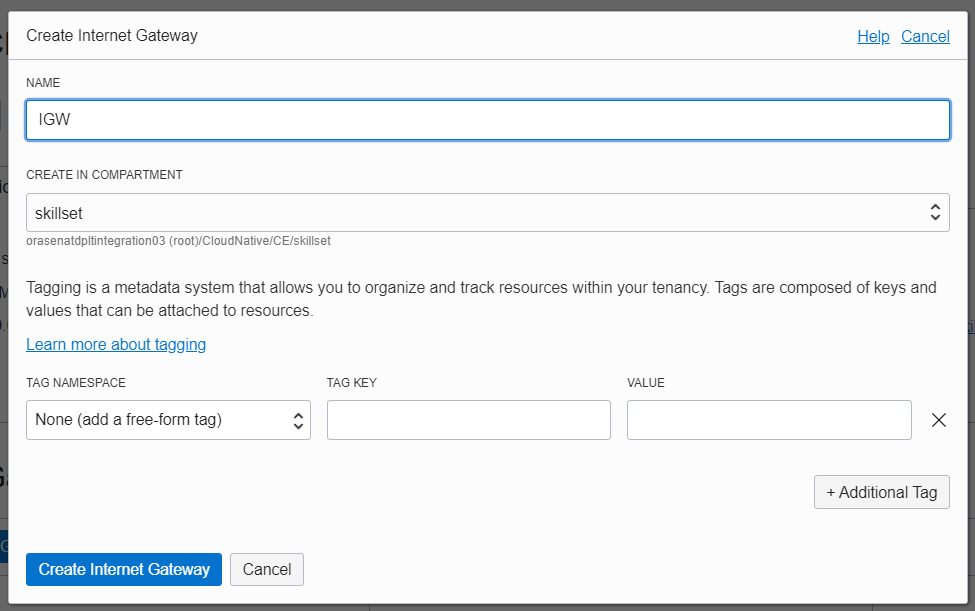 Create Internet Gateway
Help Cancel
NAME
IGW
CREATE IN COMPARTMENT
skillset
orasenatdpltintegration03 (root)/CloudNative/CE/skillset
Tagging is a metadata system that allows you to organize and track resources within your tenancy. Tags are composed of keys and
values that can be attached to resources.
Learn more about tagging
TAG NAMESPACE TAG KEY VALUE
None (add a free-form tag)
+ Additional Tag
Create Internet Gateway Cancel